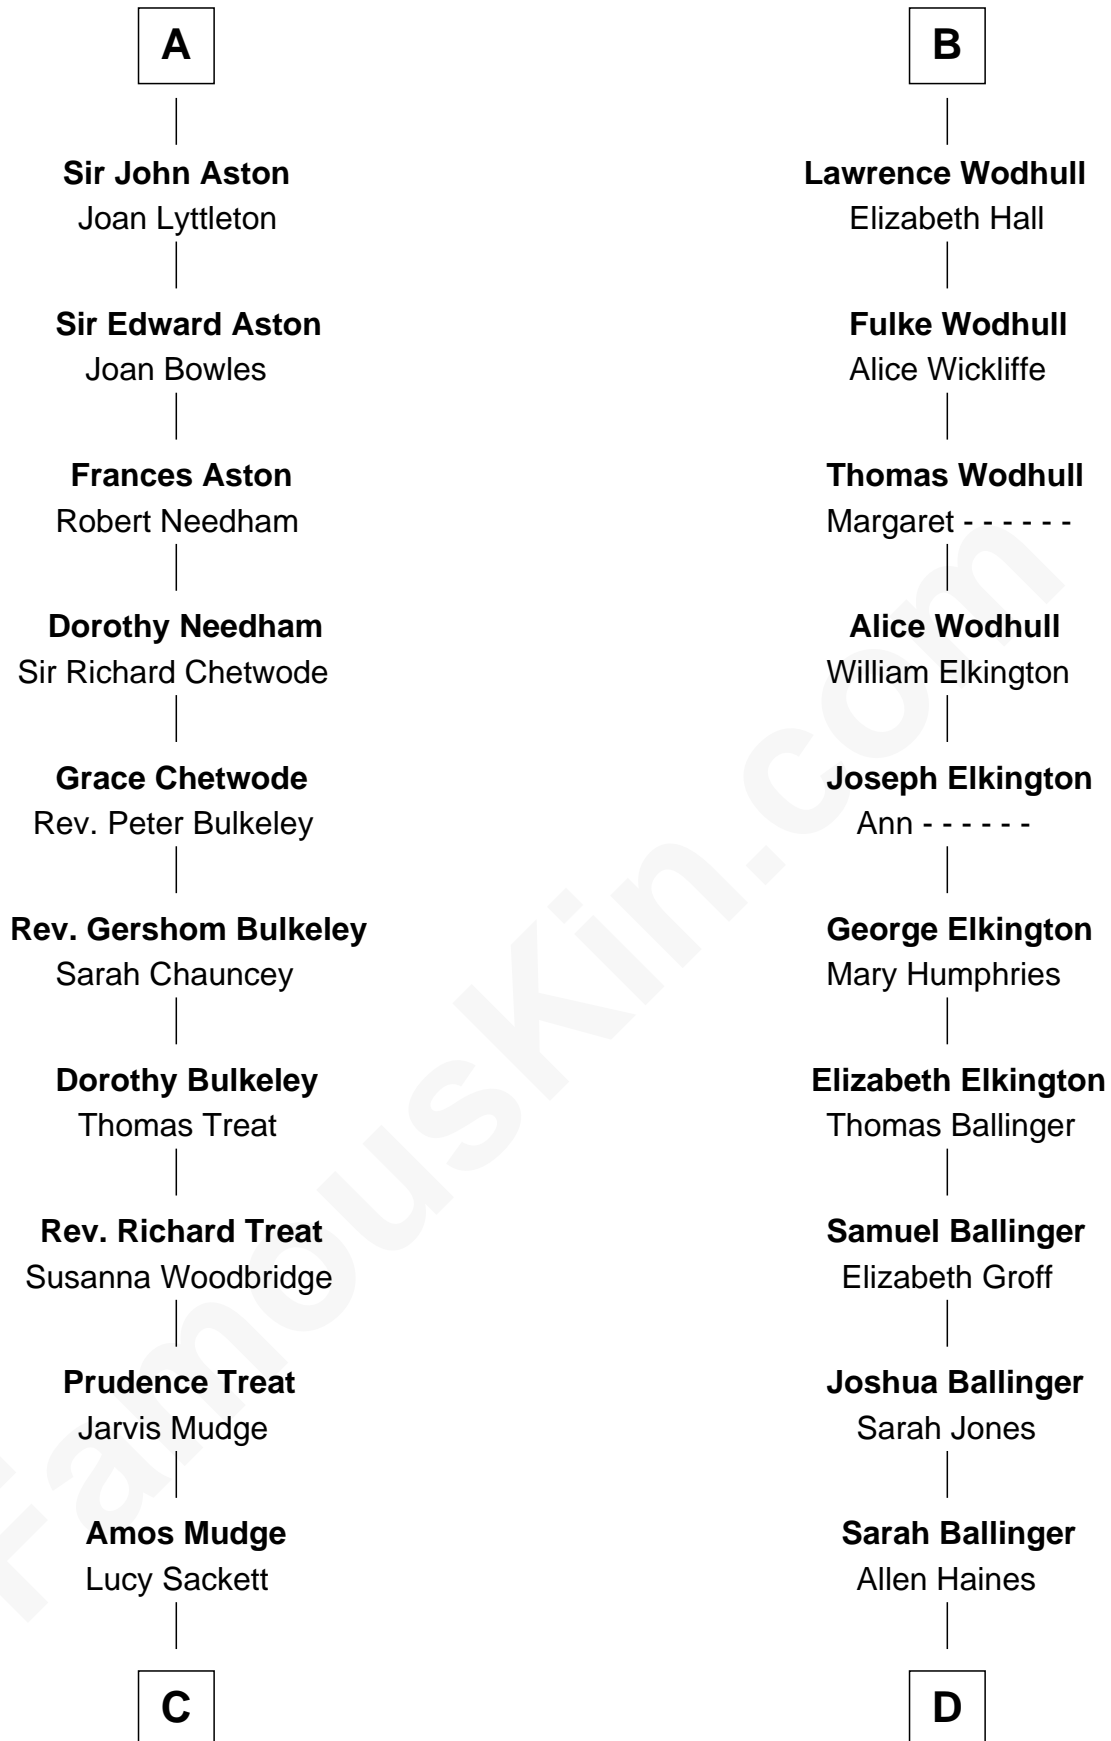 A
Sir John Aston
Joan Lyttleton
Sir Edward Aston
Joan Bowles
Frances Aston
Robert Needham
Dorothy Needham
Sir Richard Chetwode
Grace Chetwode
Rev. Peter Bulkeley
Rev. Gershom Bulkeley
Sarah Chauncey
Dorothy Bulkeley
Thomas Treat
Rev. Richard Treat
Susanna Woodbridge
Prudence Treat
Jarvis Mudge
Amos Mudge
Lucy Sackett
C
B
Lawrence Wodhull
Elizabeth Hall
Fulke Wodhull
Alice Wickliffe
Thomas Wodhull
Margaret - - - - - -
Alice Wodhull
William Elkington
Joseph Elkington
Ann - - - - - -
George Elkington
Mary Humphries
Elizabeth Elkington
Thomas Ballinger
Samuel Ballinger
Elizabeth Groff
Joshua Ballinger
Sarah Jones
Sarah Ballinger
Allen Haines
D
FamousKin.com